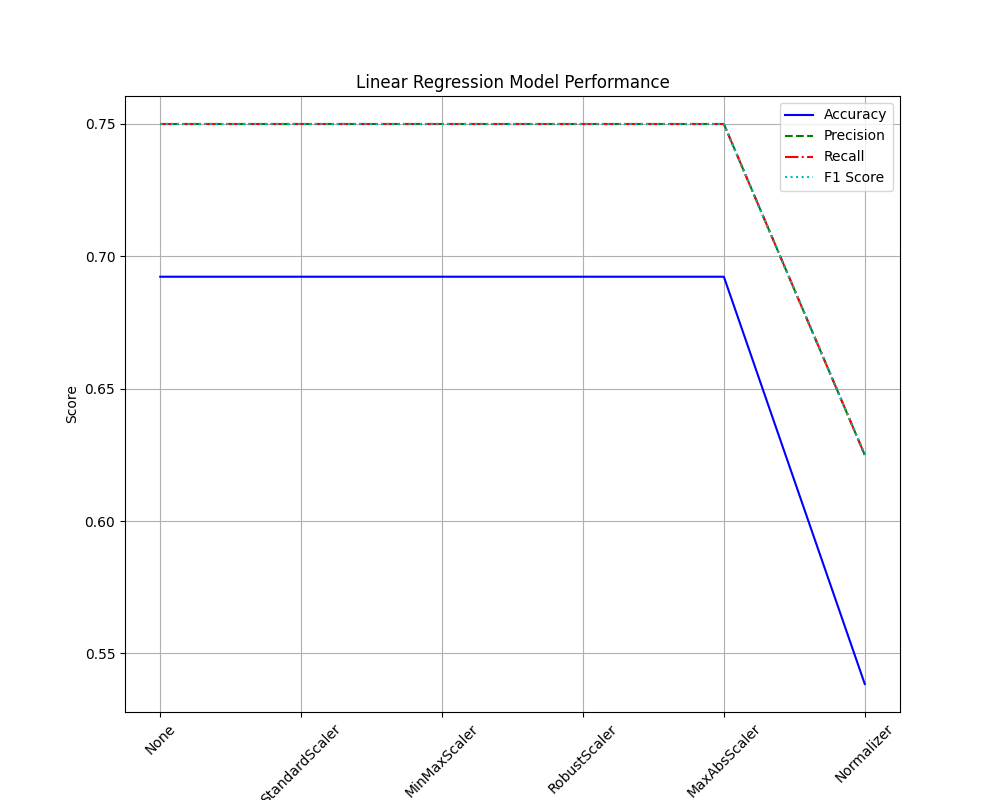 Linear Regression Model Performance
Accuracy
Precision
Recall
F1 Score
0.75
0.70
0.65
0.60
0.55
Score
None
StandardScaler
MinMaxScaler
RobustScaler
MaxAbsScaler
Normalizer